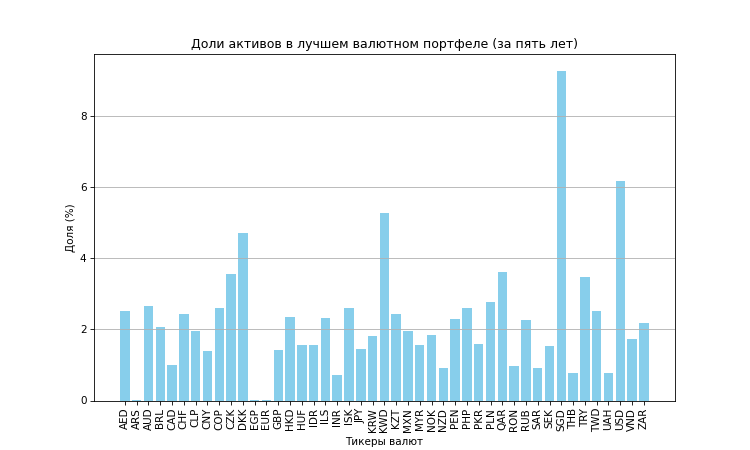 Доли активов в лучшем валютном портфеле (за пять лет)
Доля (%)
8
6
4
2
0
AED ARS AUD BRL CAD CHF CLP CNY COP CZK DKK EGP EUR GBP HKD HUF IDR ILS INR ISK JPY KRW KWD KZT MXN MYR NOK NZD PEN PHP PKR PLN QAR RON RUB SAR SEK SGD THB TRY TWD UAH USD VND ZAR
Тикеры валют